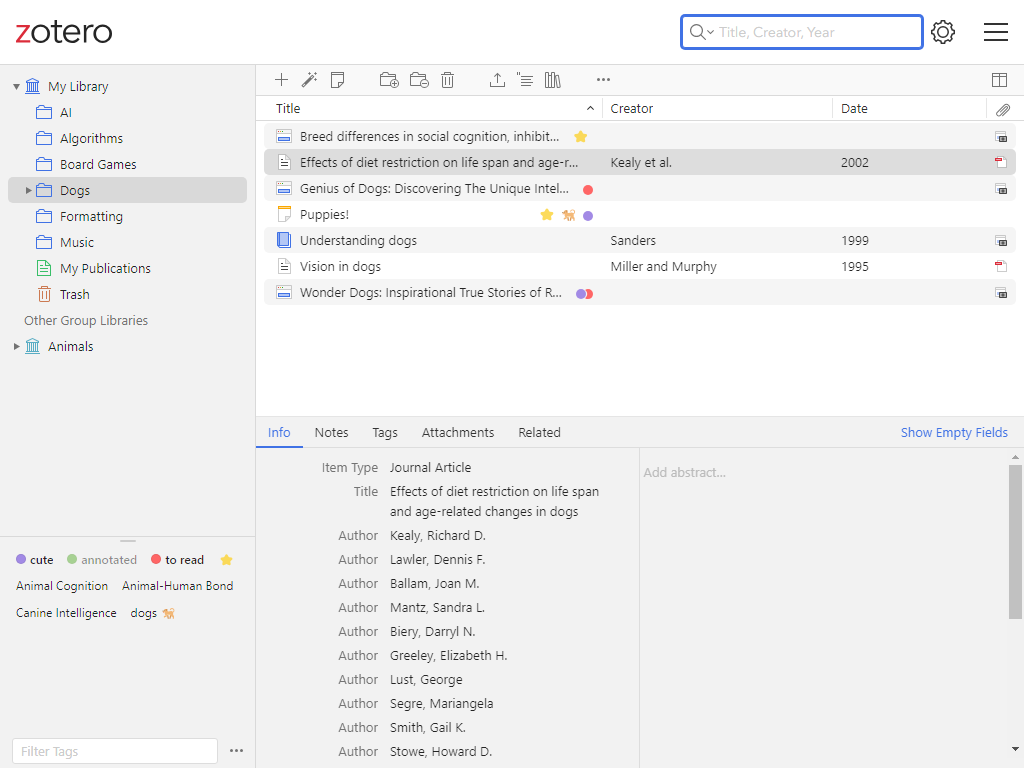 zotero
Title, Creator, Year
My Library
AI
Algorithms
Board Games
Dogs
Formatting
Music
My Publications
Trash
Other Group Libraries
Animals
cute annotated to read
Animal Cognition Animal-Human Bond
Canine Intelligence dogs
Filter Tags
Title Creator Date
Breed differences in social cognition, inhibit...
Effects of diet restriction on life span and age-r... Kealy et al. 2002
Genius of Dogs: Discovering The Unique Intel...
Puppies!
Understanding dogs Sanders 1999
Vision in dogs Miller and Murphy 1995
Wonder Dogs: Inspirational True Stories of R...
Info Notes Tags Attachments Related Show Empty Fields
Item Type Journal Article
Title Effects of diet restriction on life span
and age-related changes in dogs
Author Kealy, Richard D.
Author Lawler, Dennis F.
Author Ballam, Joan M.
Author Mantz, Sandra L.
Author Biery, Darryl N.
Author Greeley, Elizabeth H.
Author Lust, George
Author Segre, Mariangela
Author Smith, Gail K.
Author Stowe, Howard D.
Add abstract...